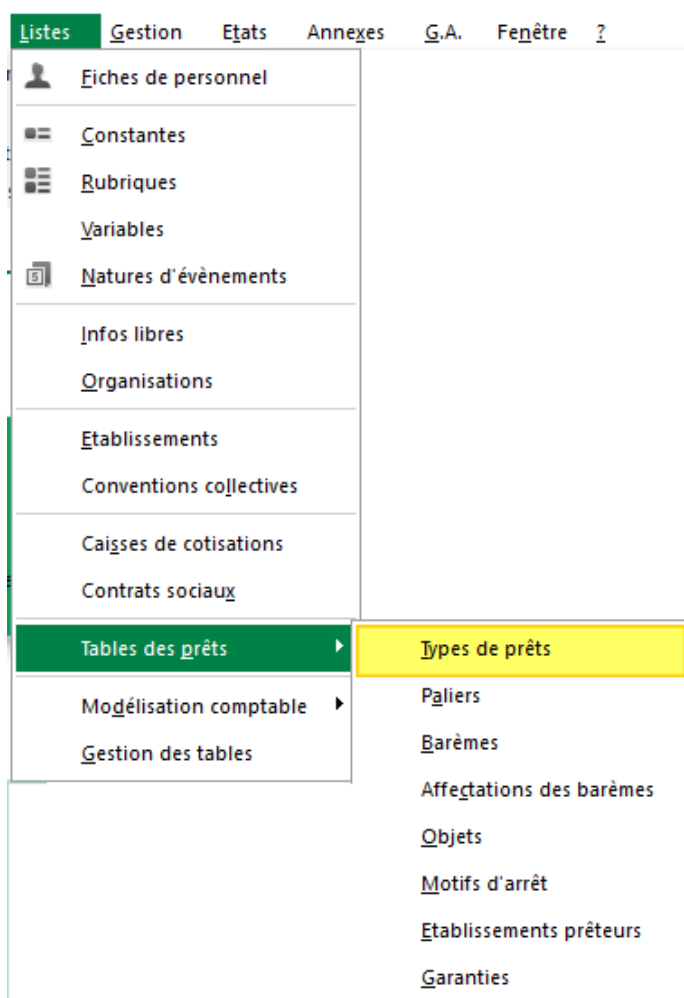 Listes Gestion Etats Annexes G.A. Fenêtre ?
Fiches de personnel
Constantes
Rubriques
Variables
5
Natures d'évènements
Infos libres
Organisations
Etablissements
Conventions collectives
Caisses de cotisations
Contrats sociaux
Tables des prêts
Types de prêts
Paliers
Barèmes
Affectations des barèmes
Objets
Motifs d'arrêt
Etablissements prêteurs
Garanties
Modélisation comptable
Gestion des tables